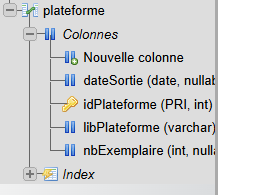 plateforme
Colonnes
Nouvelle colonne
dateSortie (date, nullab
idPlateforme (PRI, int)
libPlateforme (varchar)
nbExemplaire (int, nulla
Index